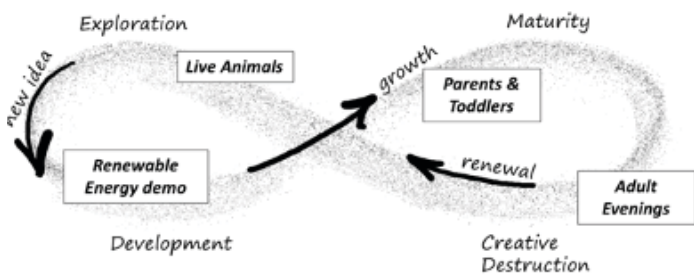 Exploration
Maturity
new idea
Live Animals
growth
Parents &
Toddlers
Renewable
Energy demo
renewal
Adult
Evenings
Development
Creative
Destruction